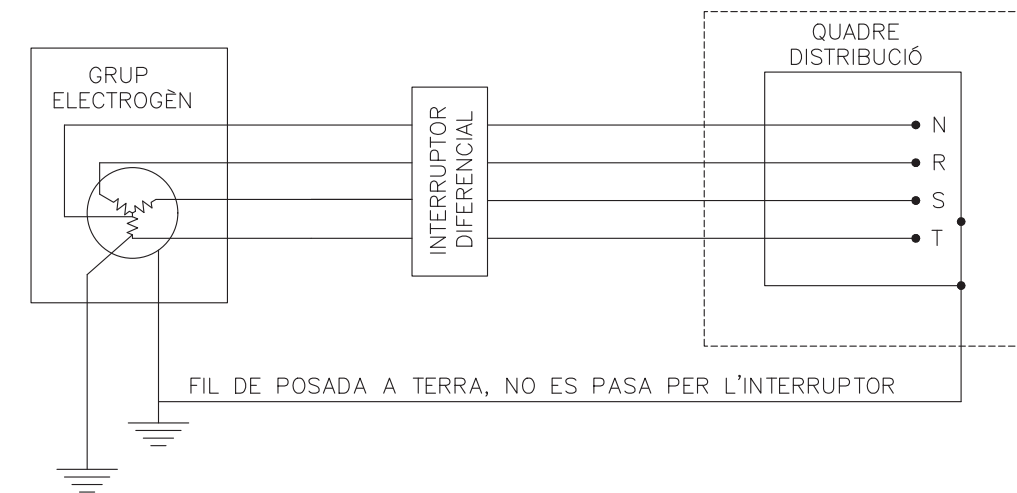 GRUP
ELECTROGÈN
INTERRUPTOR
DIFERENCIAL
QUADRE
DISTRIBUCIÓ
N
R
S
T
FIL DE POSADA A TERRA, NO ES PASA PER L'INTERRUPTOR